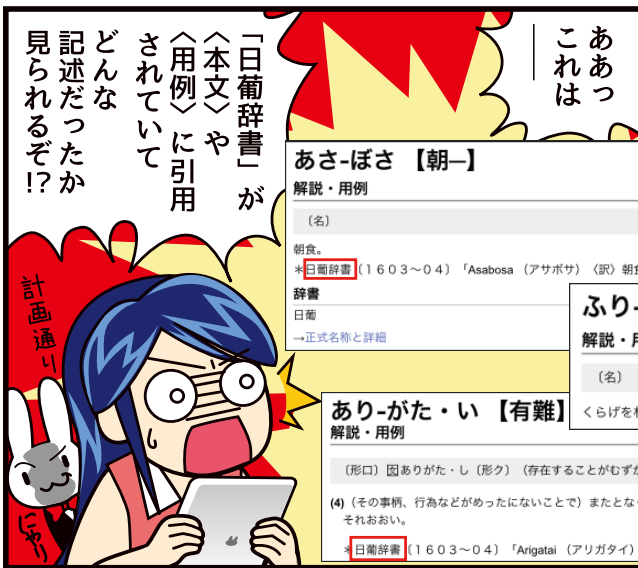 ああっ
これは
──
「日葡辞書」が
〈本文〉や
〈用例〉に引用
されていて
どんな
記述だったか
見られるぞ!?
あさ‐ぼさ 【朝─】
解説・用例
〔名〕
朝食。
*日葡辞書〔1603〜04〕「Asabosa (アサボサ) 〈訳〉朝
辞書
日葡
→正式名称と詳細
ふり‐
解説・
〔名〕
くらげを
あり‐がた・い 【有難】
解説・用例
〔形口〕 図ありがた・し〔形ク〕 (存在することがむず
(4) (その事柄、行為などがめったにないことで) またとな
それおおい。
*日葡辞書〔1603〜04〕「Arigatai (アリガタイ)
計画通り
にやり